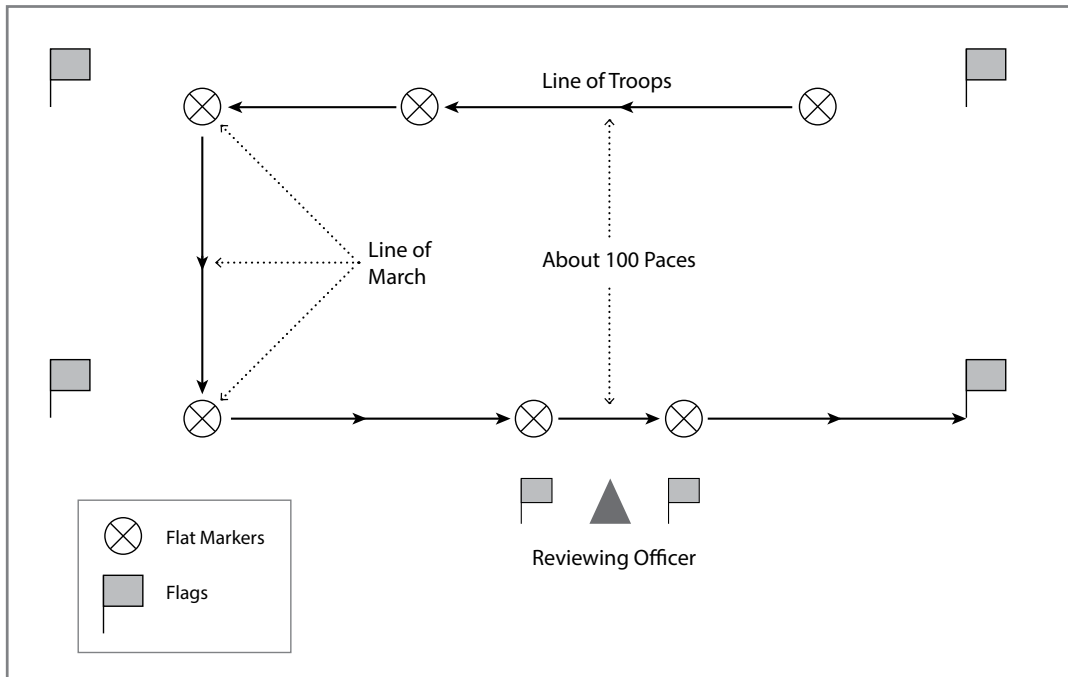 Line of Troops
Line of
March
About 100 Paces
Reviewing Officer
Flat Markers
Flags